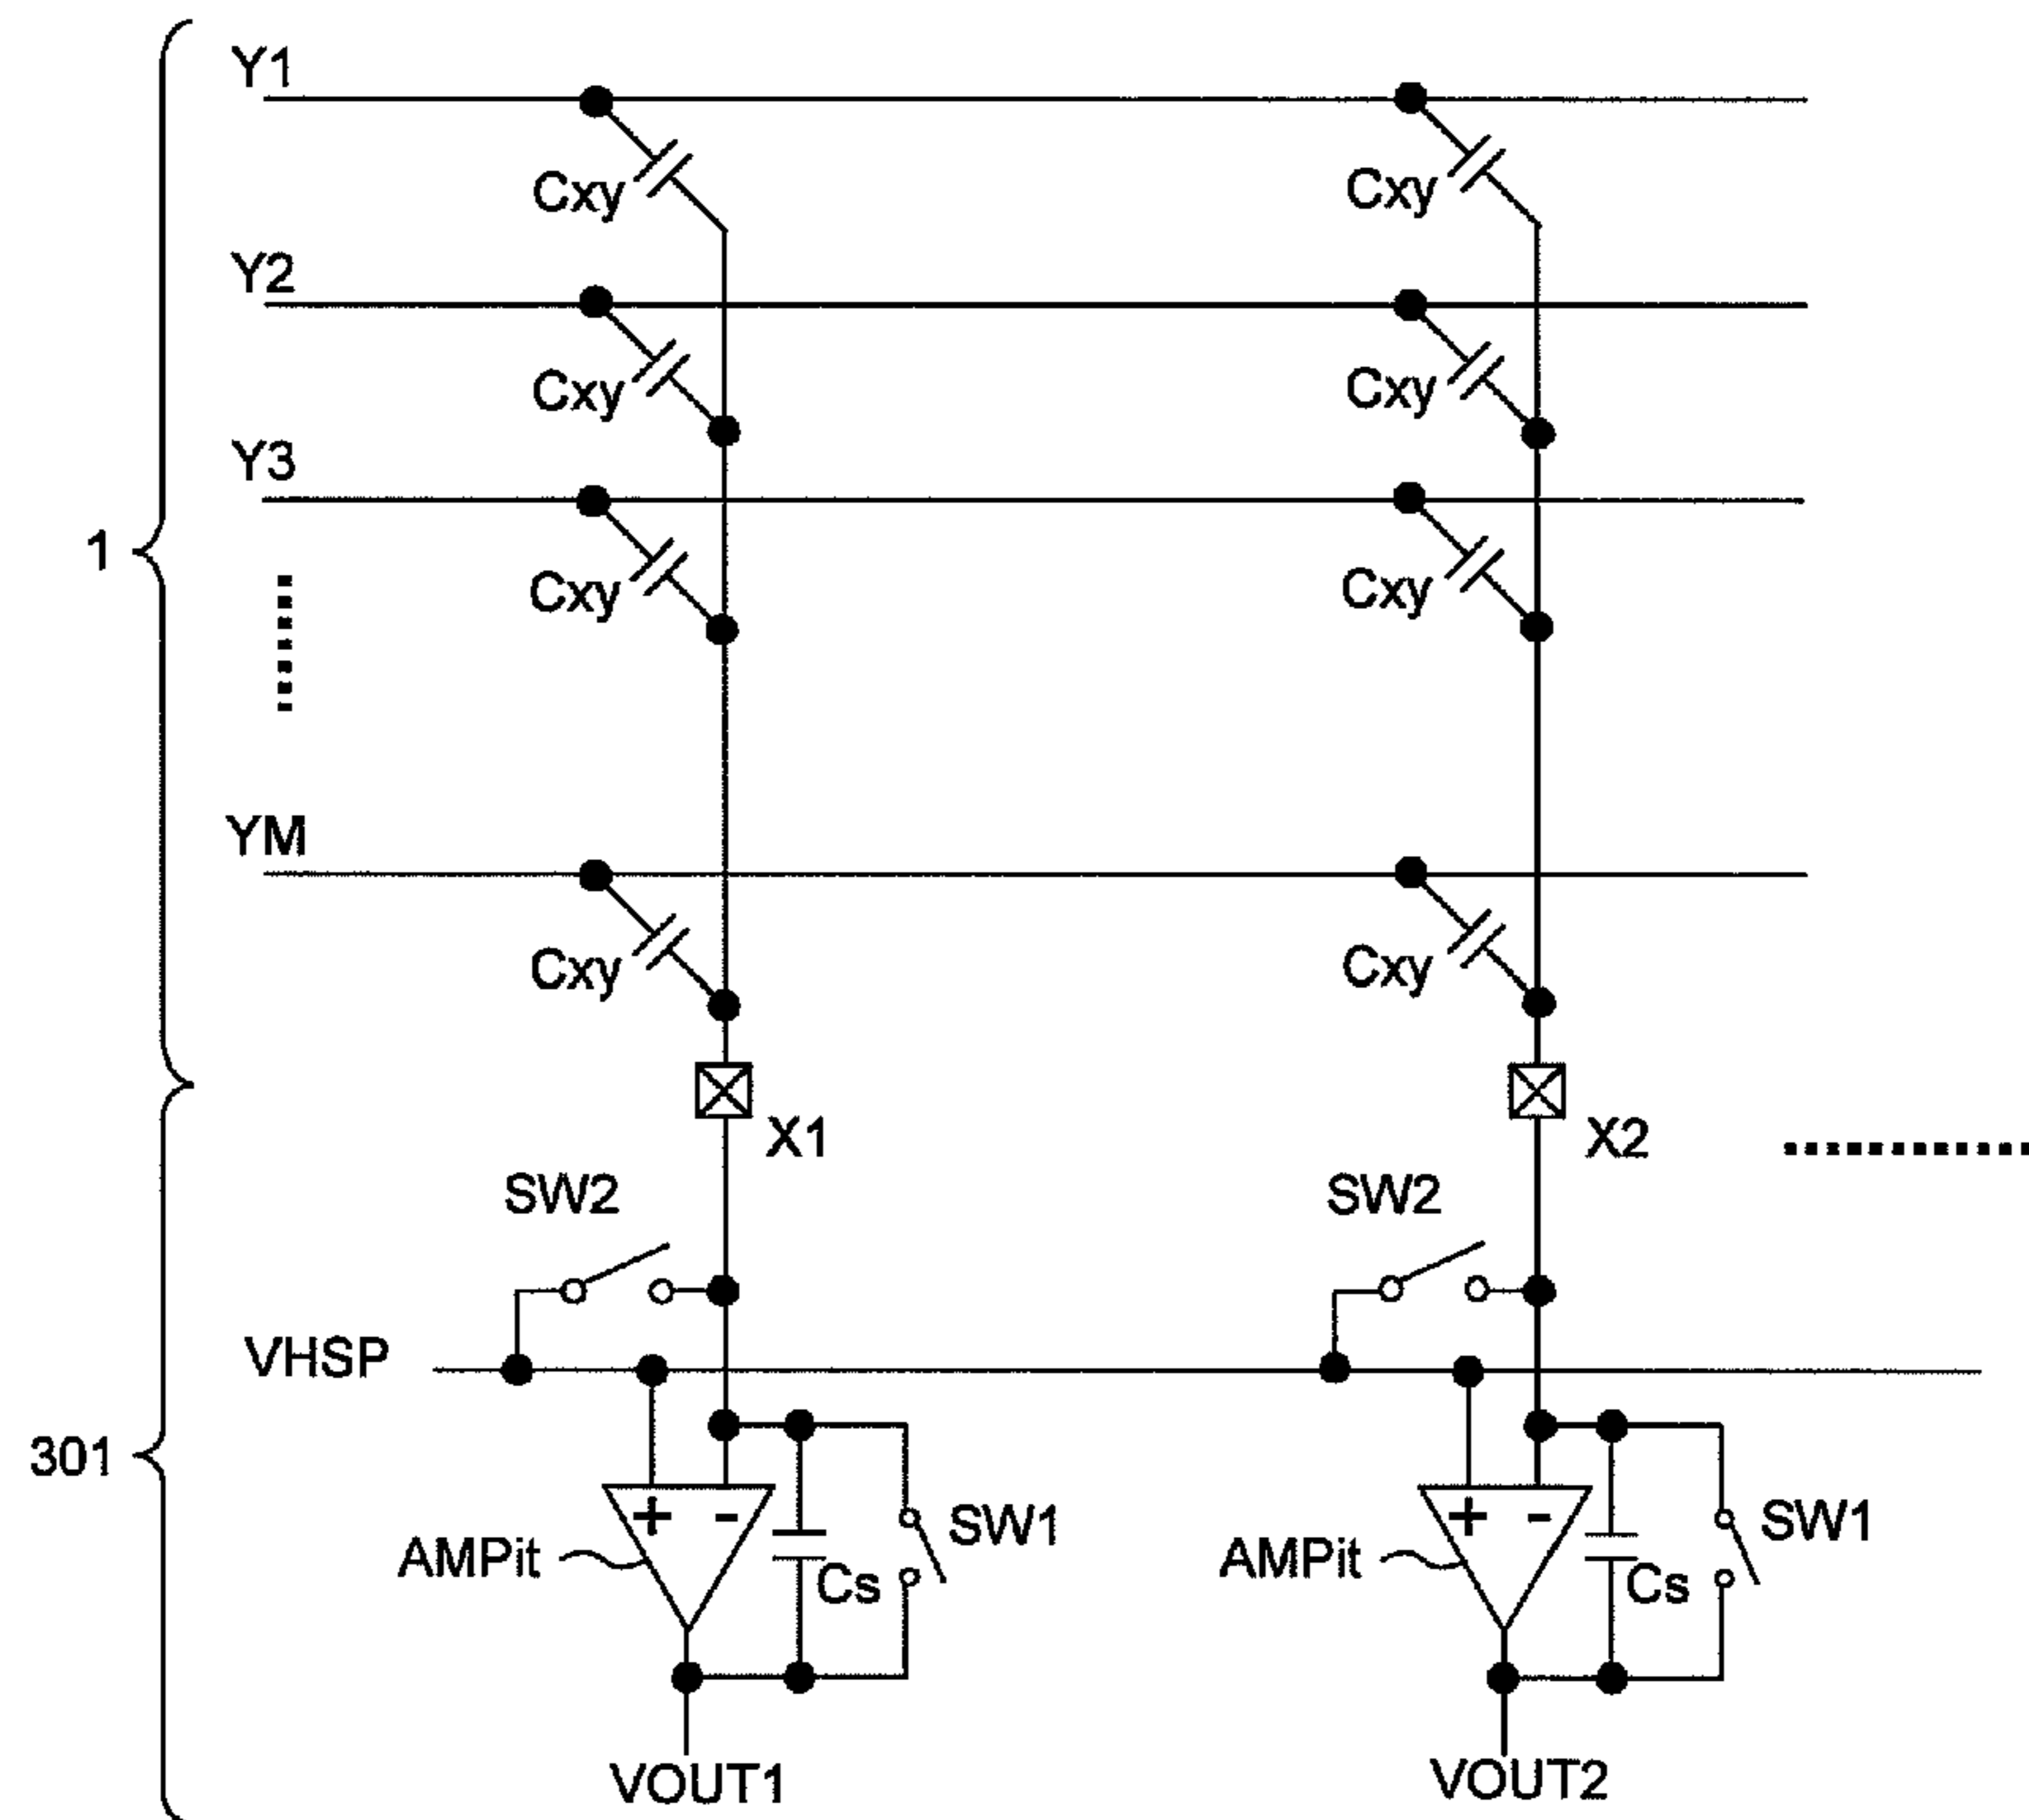 Y1
Cxy Cxy
Y2
Cxy Cxy
Y3
1
Cxy Cxy
YM
Cxy Cxy
X1 X2
SW2 SW2
VHSP
301
+ - SW1 + - SW1
AMPit Cs AMPit Cs
VOUT1 VOUT2